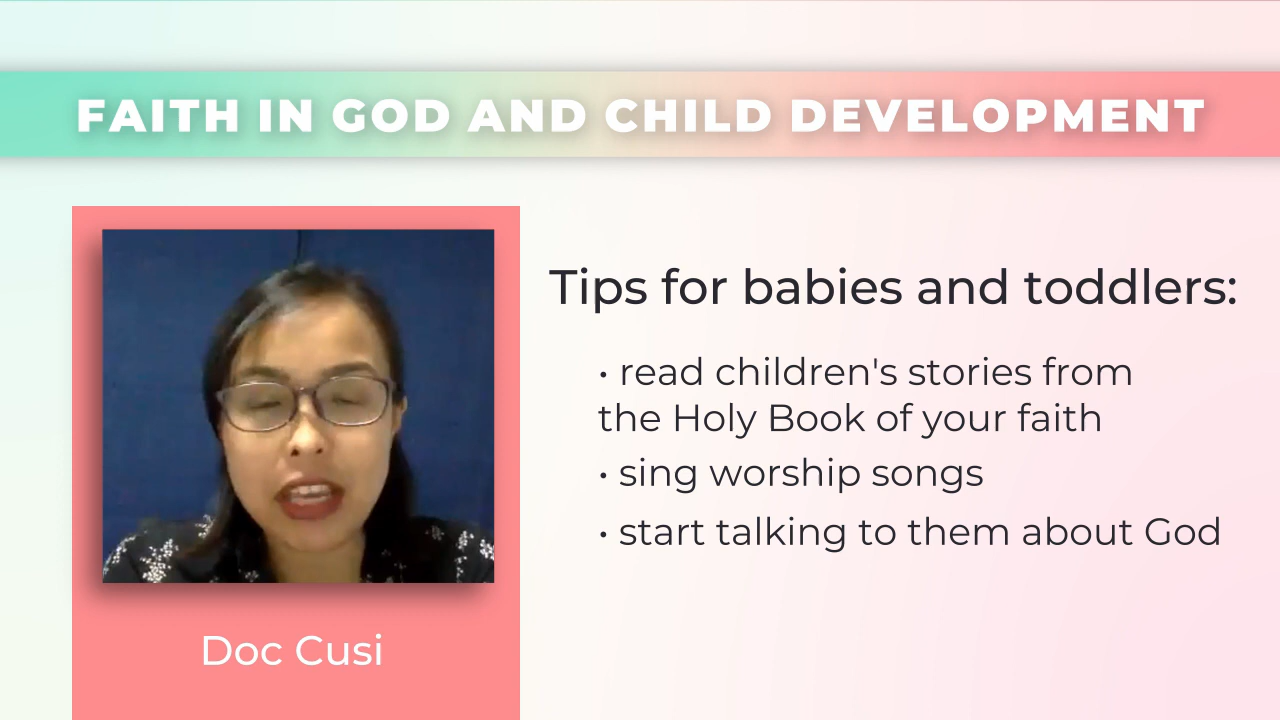 FAITH IN GOD AND CHILD DEVELOPMENT
Tips for babies and toddlers:
• read children's stories from
the Holy Book of your faith
• sing worship songs
• start talking to them about God
Doc Cusi